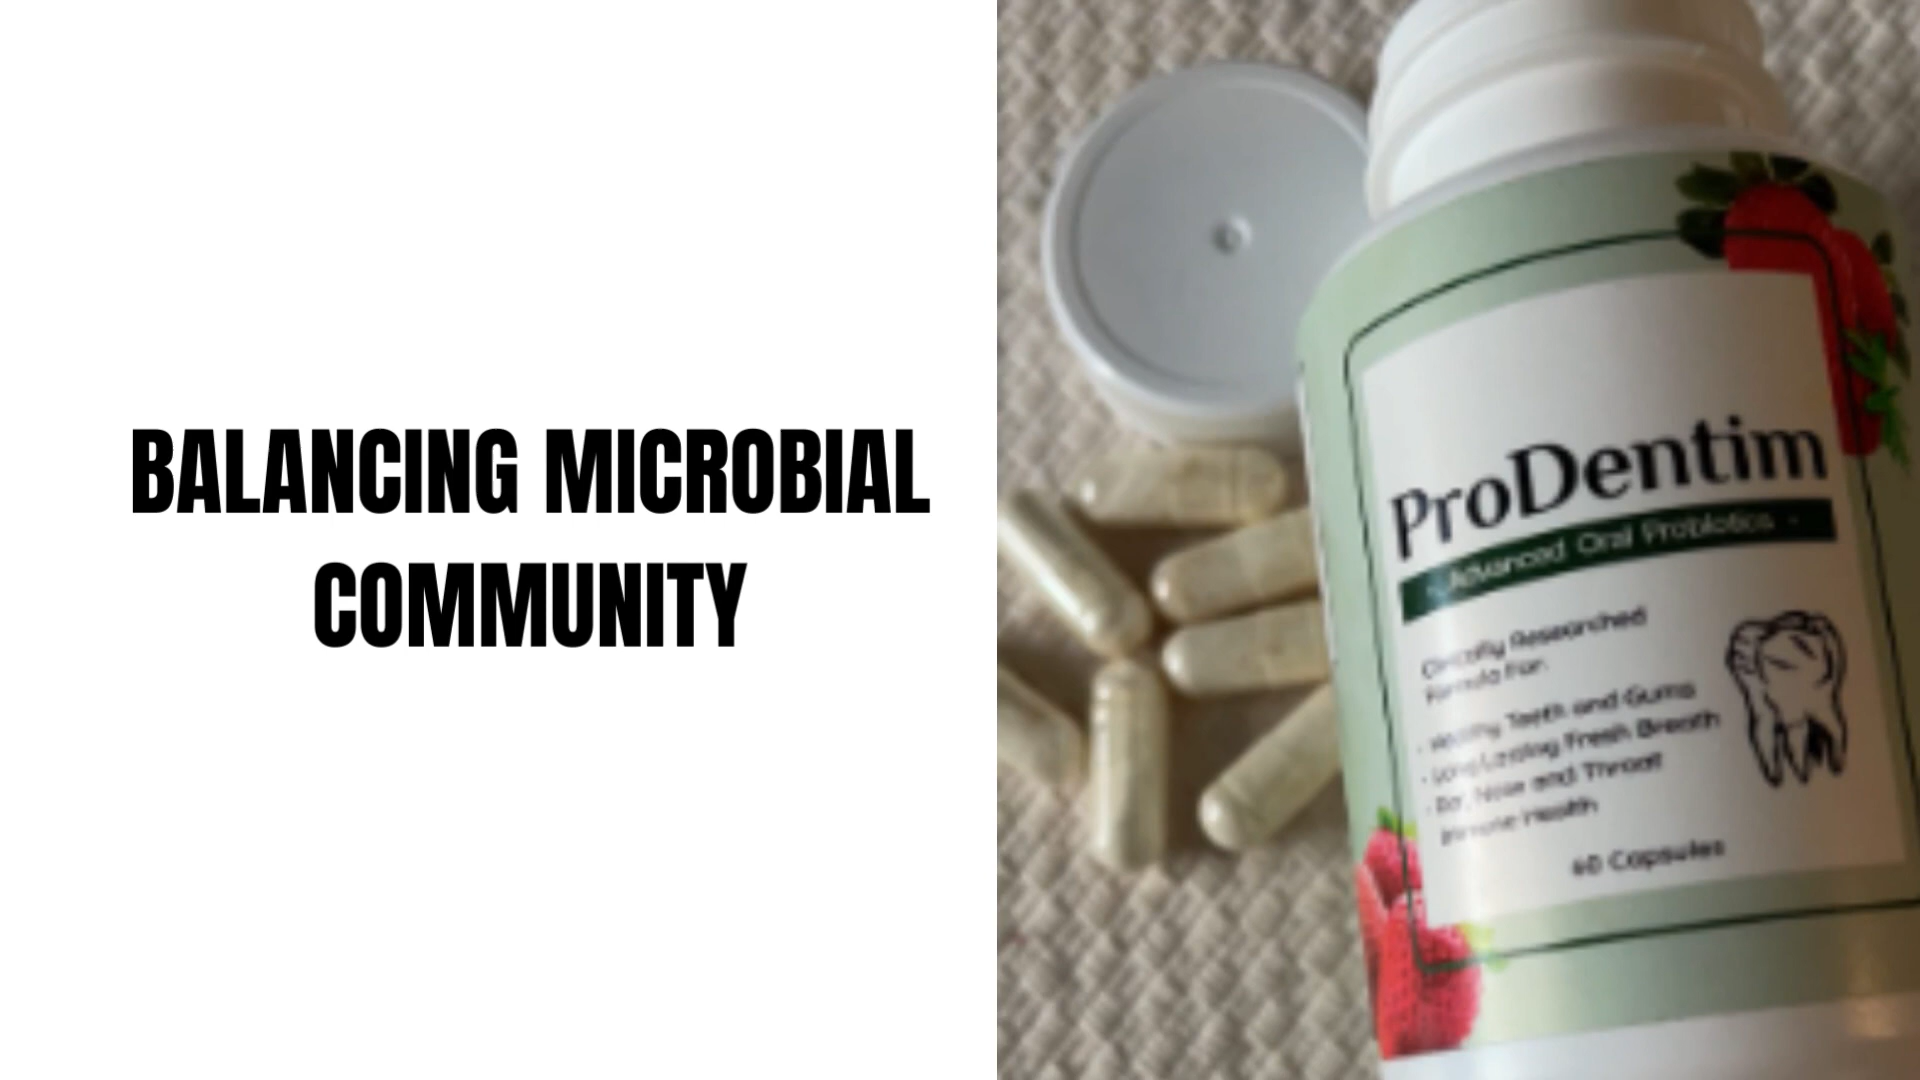 BALANCING MICROBIAL
COMMUNITY
ProDentim
Advanced Oral Probiotics
Clinically Researched
Formula For:
· Healthy Teeth and Gums
· Long Lasting Fresh Breath
· Ear, Nose and Throat
Immune Health
60 Capsules